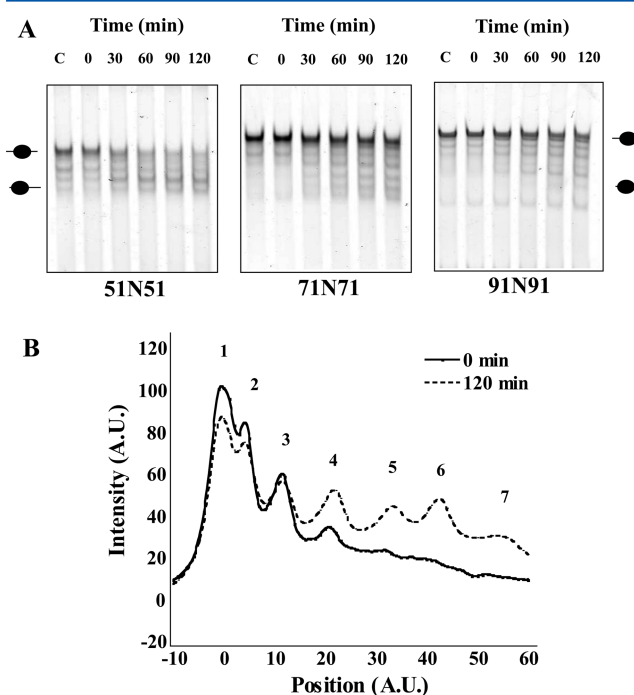 A
Time (min) Time (min) Time (min)
C 0 30 60 90 120 C 0 30 60 90 120 C 0 30 60 90 120
51N51 71N71 91N91
B
120
100
80
60
40
20
0
-20
Intensity (A.U.)
1
2
3
4
5
6
7
0 min
120 min
-10 0 10 20 30 40 50 60
Position (A.U.)